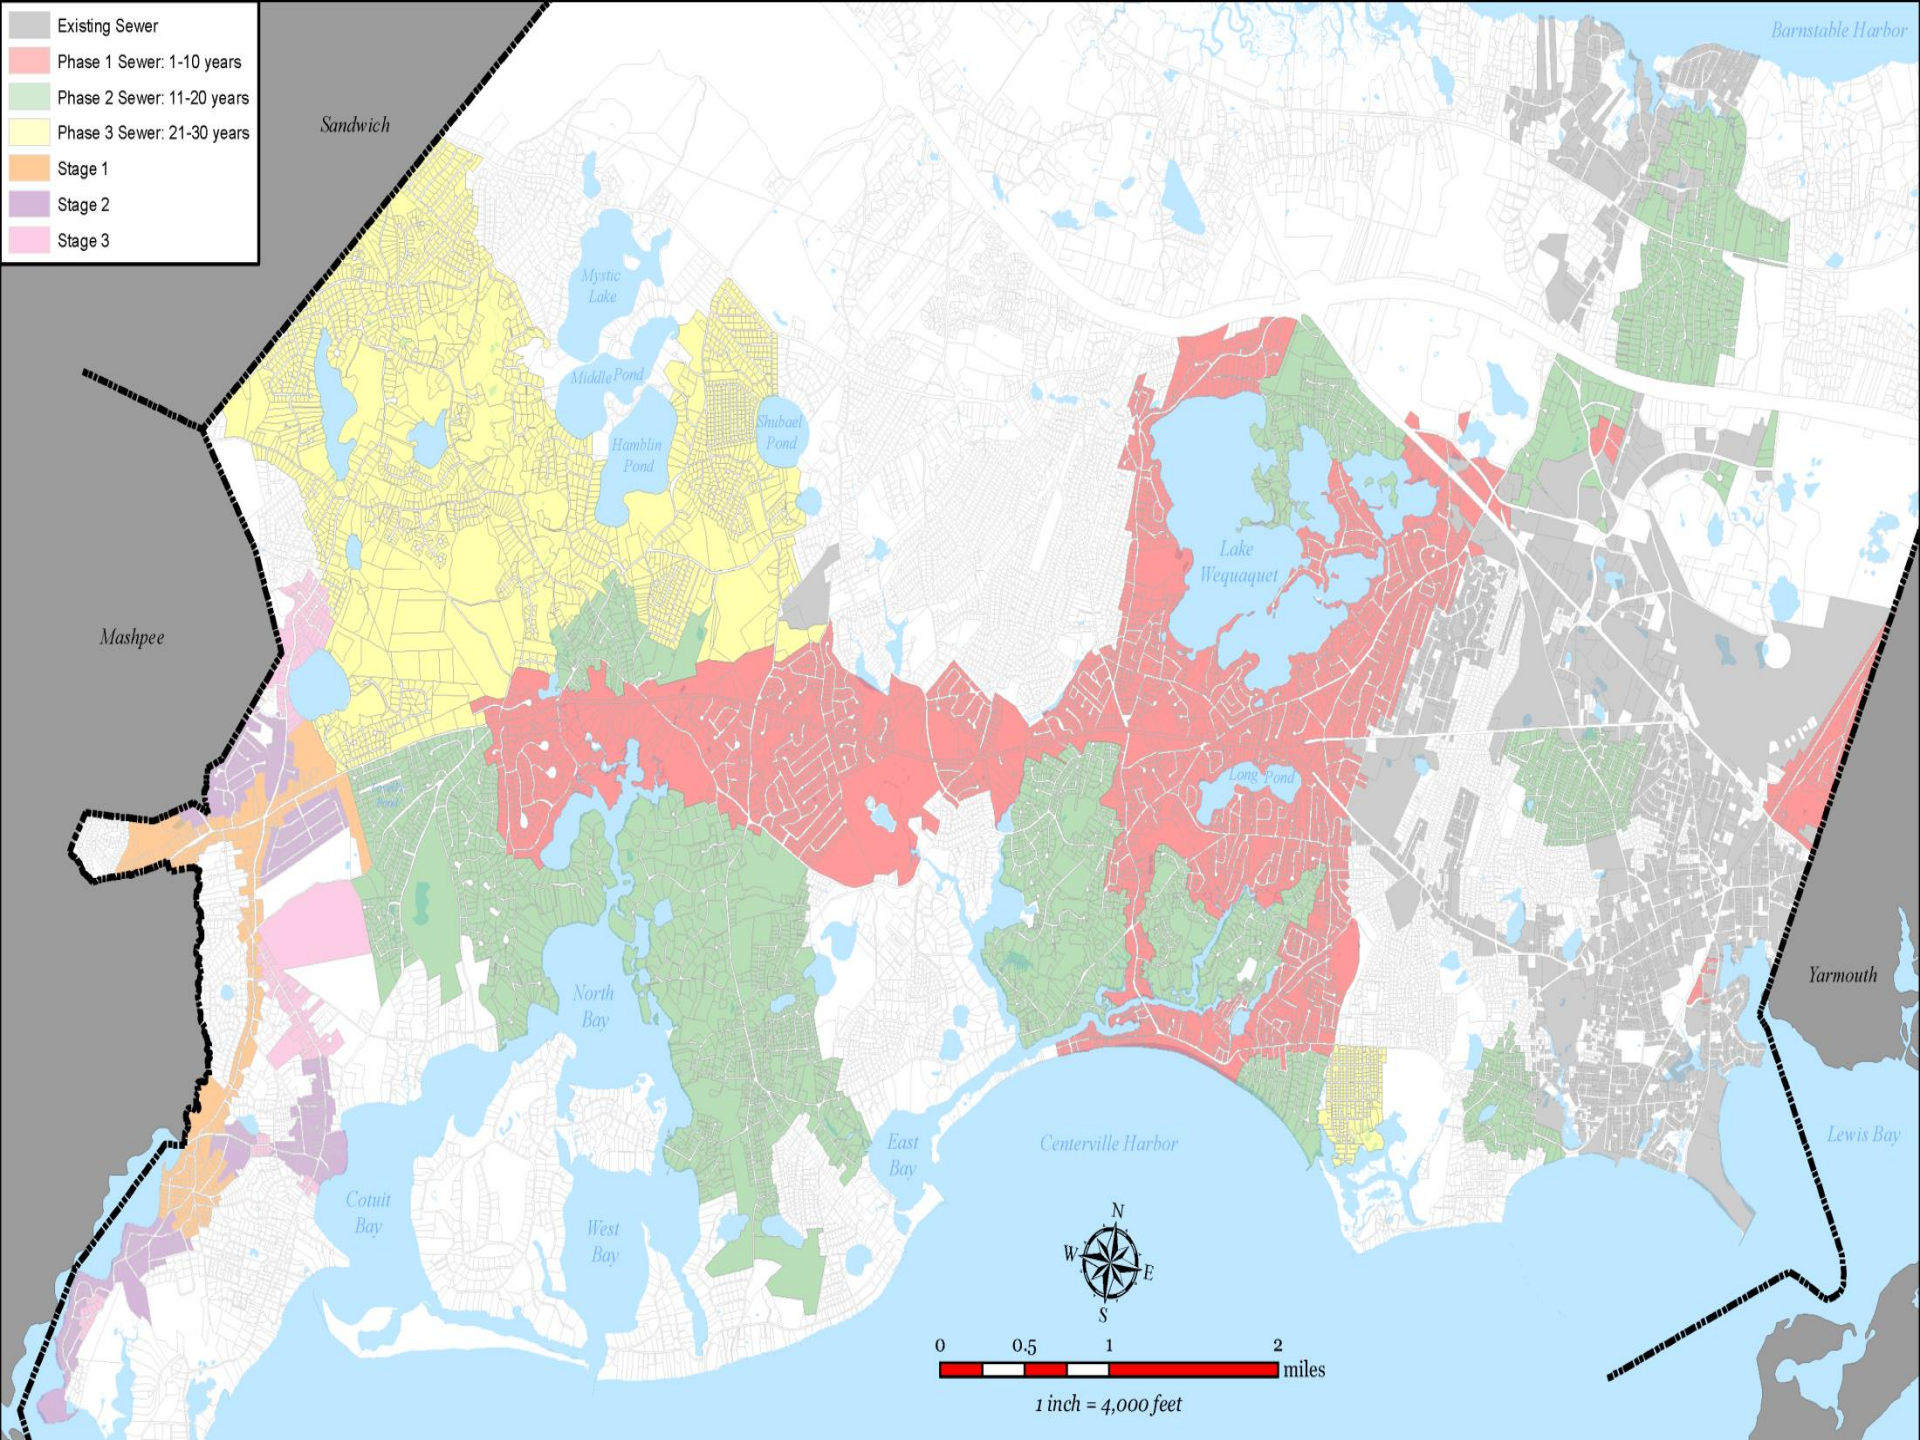 Existing Sewer
Phase 1 Sewer: 1-10 years
Phase 2 Sewer: 11-20 years
Phase 3 Sewer: 21-30 years
Stage 1
Stage 2
Stage 3
Barnstable Harbor
Sandwich
Mystic
Lake
Middle Pond
Shubael
Pond
Hamblin
Pond
Lake
Wequaquet
Mashpee
Long Pond
Pond
Yarmouth
North
Bay
East
Bay
Centerville Harbor
Lewis Bay
Cotuit
Bay
West
Bay
N
W
E
S
0 0.5 1 2
miles
1 inch = 4,000 feet